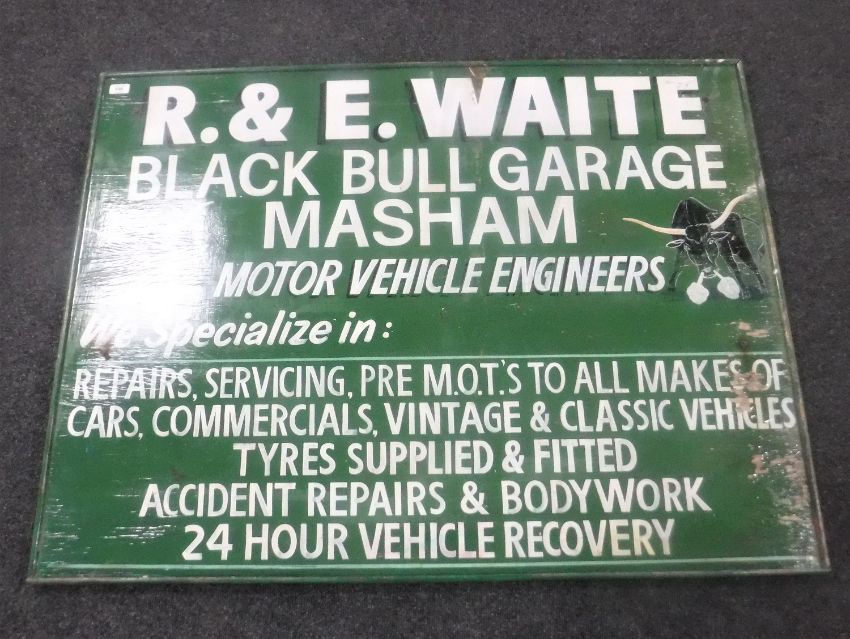 R. & E. WAITE
BLACK BULL GARAGE
MASHAM
MOTOR VEHICLE ENGINEERS
We Specialize in:
REPAIRS, SERVICING, PRE M.O.T.'S TO ALL MAKES OF
CARS, COMMERCIALS, VINTAGE & CLASSIC VEHICLES
TYRES SUPPLIED & FITTED
ACCIDENT REPAIRS & BODYWORK
24 HOUR VEHICLE RECOVERY